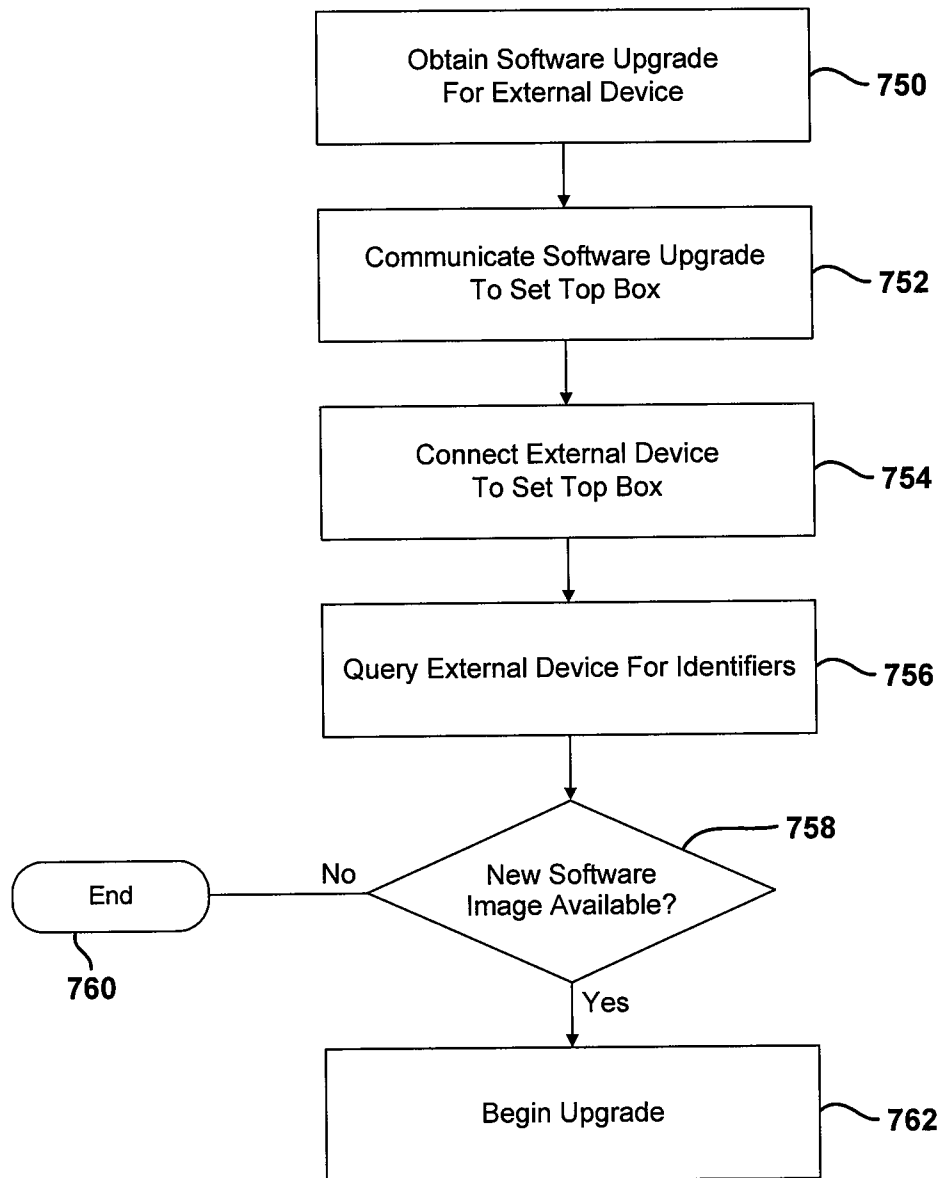 Obtain Software Upgrade
For External Device
750
Communicate Software Upgrade
To Set Top Box
752
Connect External Device
To Set Top Box
754
Query External Device For Identifiers
756
758
New Software
Image Available?
No
End
760
Yes
Begin Upgrade
762